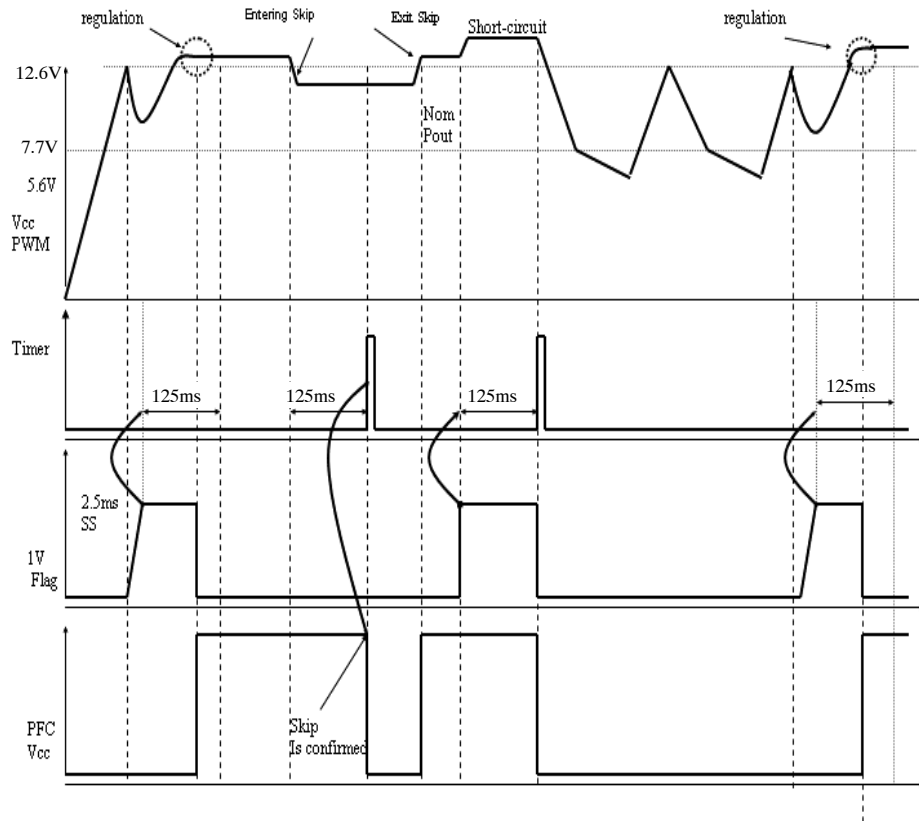 regulation
Entering Skip
Exit Skip
Short-circuit
regulation
12.6V
Nom
Pout
7.7V
5.6V
Vcc
PWM
Timer
125ms
125ms
125ms
125ms
2.5ms
SS
1V
Flag
PFC
Vcc
Skip
Is confirmed